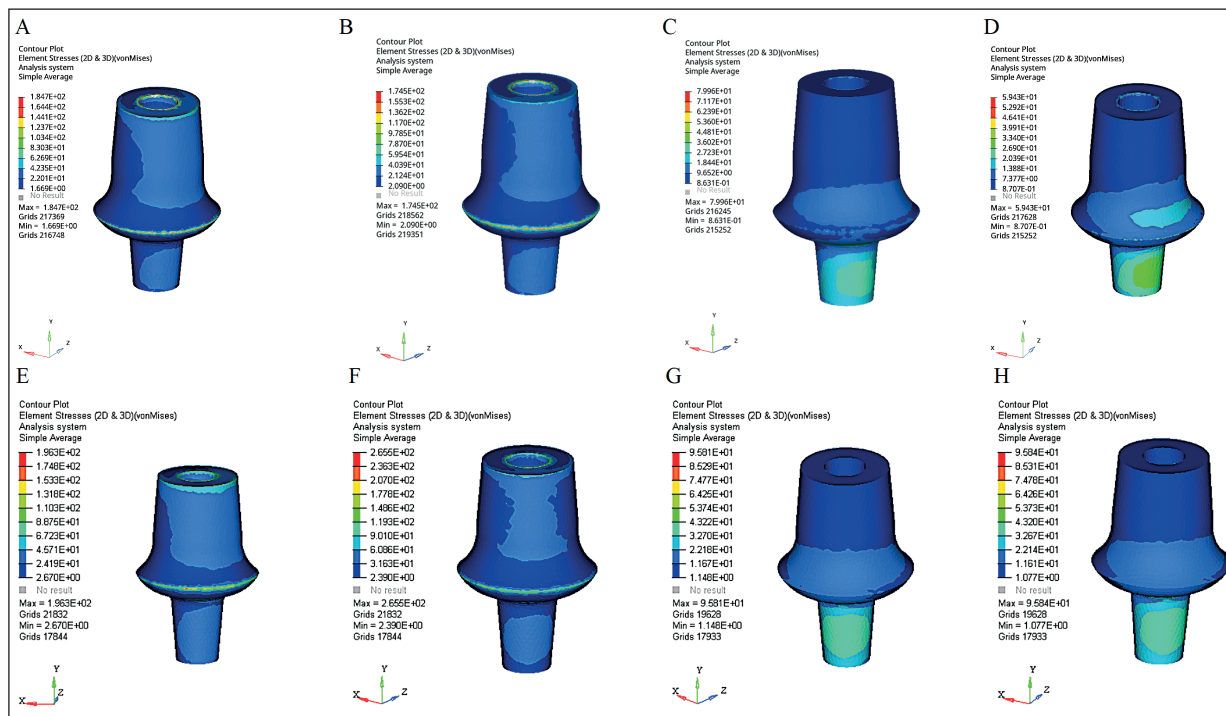 A
Contour Plot
Element Stresses (2D & 3D)(vonMises)
Analysis system
Simple Average
1.847E+02
1.644E+02
1.441E+02
1.237E+02
1.034E+02
8.303E+01
6.269E+01
4.235E+01
2.201E+01
1.669E+00
No Result
Max = 1.847E+02
Grids 217369
Min = 1.669E+00
Grids 216748
Y
X
Z
B
Contour Plot
Element Stresses (2D & 3D)(vonMises)
Analysis system
Simple Average
1.745E+02
1.553E+02
1.362E+02
1.170E+02
9.785E+01
7.870E+01
5.954E+01
4.039E+01
2.124E+01
2.090E+00
No Result
Max = 1.745E+02
Grids 218562
Min = 2.090E+00
Grids 219351
Y
X
Z
C
Contour Plot
Element Stresses (2D & 3D)(vonMises)
Analysis system
Simple Average
7.996E+01
7.117E+01
6.239E+01
5.360E+01
4.481E+01
3.602E+01
2.723E+01
1.844E+01
9.652E+00
8.631E-01
No Result
Max = 7.996E+01
Grids 216245
Min = 8.631E-01
Grids 215252
Y
X
Z
D
Contour Plot
Element Stresses (2D & 3D)(vonMises)
Analysis system
Simple Average
5.943E+01
5.292E+01
4.641E+01
3.991E+01
3.340E+01
2.690E+01
2.039E+01
1.388E+01
7.377E+00
8.707E-01
No Result
Max = 5.943E+01
Grids 217628
Min = 8.707E-01
Grids 215252
Y
X
Z
E
Contour Plot
Element Stresses (2D & 3D)(vonMises)
Analysis system
Simple Average
1.963E+02
1.748E+02
1.533E+02
1.318E+02
1.103E+02
8.875E+01
6.723E+01
4.571E+01
2.419E+01
2.670E+00
No result
Max = 1.963E+02
Grids 21832
Min = 2.670E+00
Grids 17844
Y
X
Z
F
Contour Plot
Element Stresses (2D & 3D)(vonMises)
Analysis system
Simple Average
2.655E+02
2.363E+02
2.070E+02
1.778E+02
1.486E+02
1.193E+02
9.010E+01
6.086E+01
3.163E+01
2.390E+00
No result
Max = 2.655E+02
Grids 21832
Min = 2.390E+00
Grids 17844
Y
X
Z
G
Contour Plot
Element Stresses (2D & 3D)(vonMises)
Analysis system
Simple Average
9.581E+01
8.529E+01
7.477E+01
6.425E+01
5.374E+01
4.322E+01
3.270E+01
2.218E+01
1.167E+01
1.148E+00
No result
Max = 9.581E+01
Grids 19628
Min = 1.148E+00
Grids 17933
Y
X
Z
H
Contour Plot
Element Stresses (2D & 3D)(vonMises)
Analysis system
Simple Average
9.584E+01
8.531E+01
7.478E+01
6.426E+01
5.373E+01
4.320E+01
3.267E+01
2.214E+01
1.161E+01
1.077E+00
No result
Max = 9.584E+01
Grids 19628
Min = 1.077E+00
Grids 17933
Y
X
Z